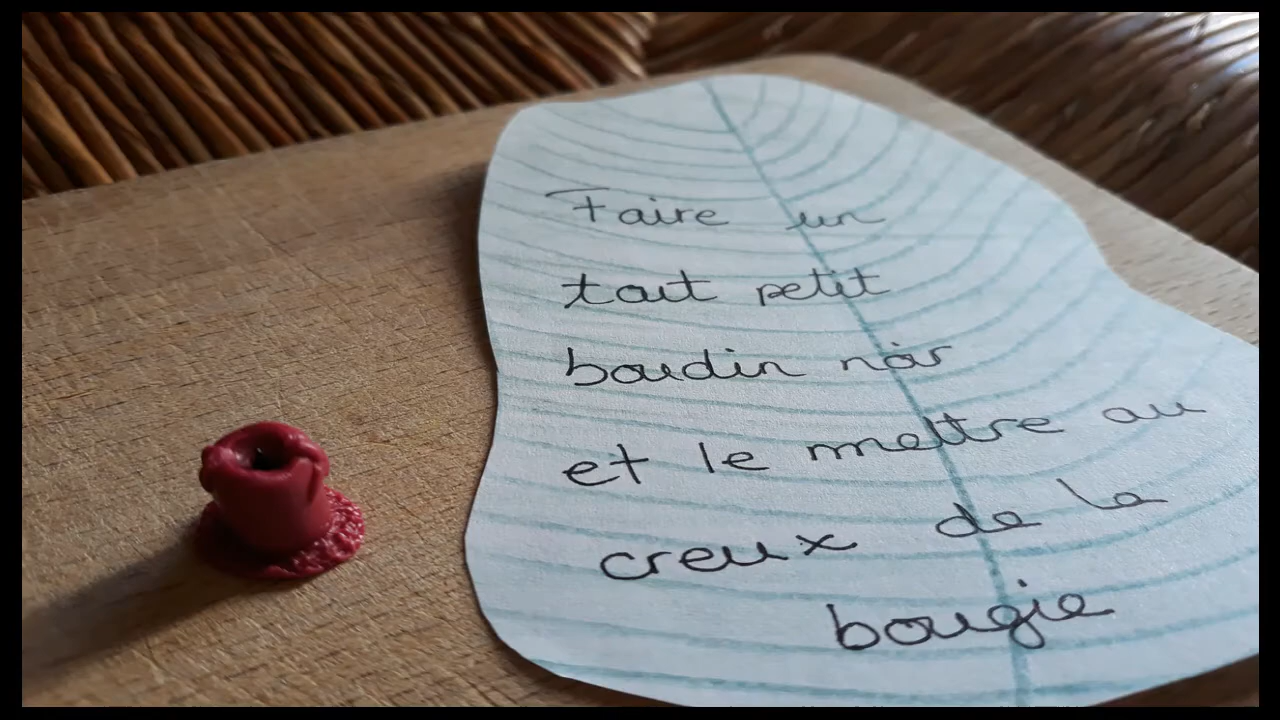 Faire un
tout petit
boudin noir
et le mettre au
creux de la
bougie